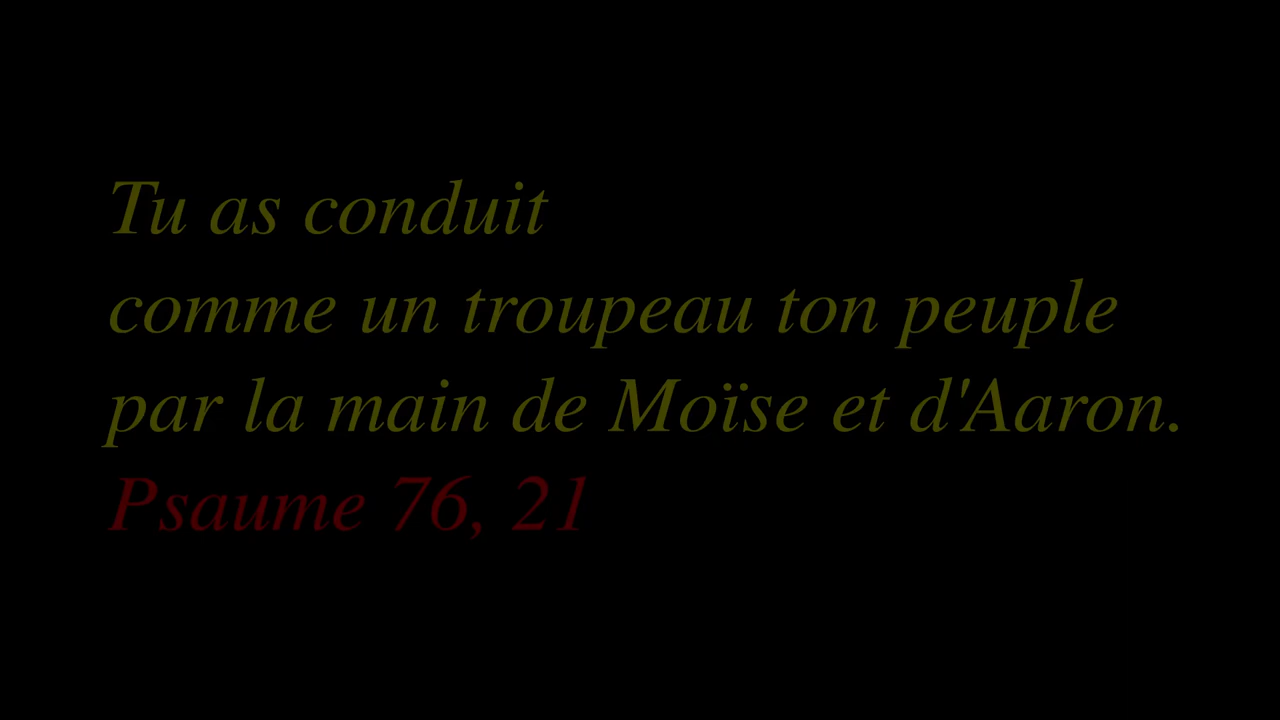 Tu as conduit
comme un troupeau ton peuple
par la main de Moïse et d'Aaron.
Psaume 76, 21